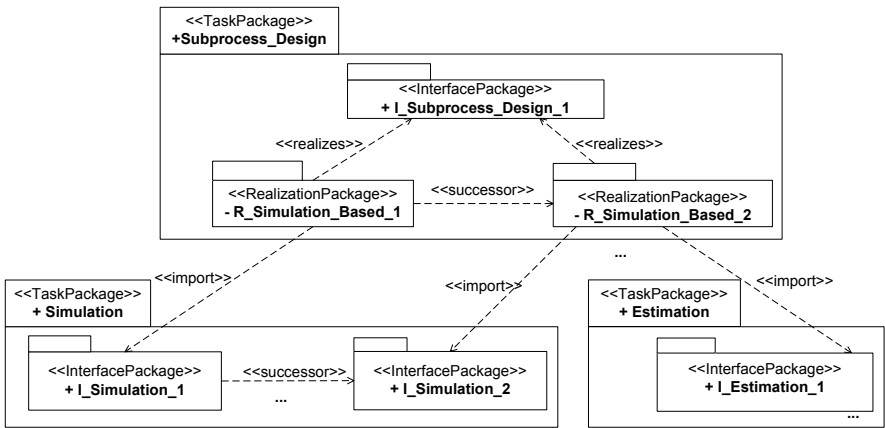 <<TaskPackage>>
+Subprocess_Design
<<InterfacePackage>>
+ I_Subprocess_Design_1
<<realizes>>
<<realizes>>
<<RealizationPackage>>
- R_Simulation_Based_1
<<successor>>
<<RealizationPackage>>
- R_Simulation_Based_2
...
<<import>>
<<import>>
<<import>>
<<TaskPackage>>
+ Simulation
<<TaskPackage>>
+ Estimation
<<InterfacePackage>>
+ I_Simulation_1
<<successor>>
...
<<InterfacePackage>>
+ I_Simulation_2
<<InterfacePackage>>
+ I_Estimation_1
...